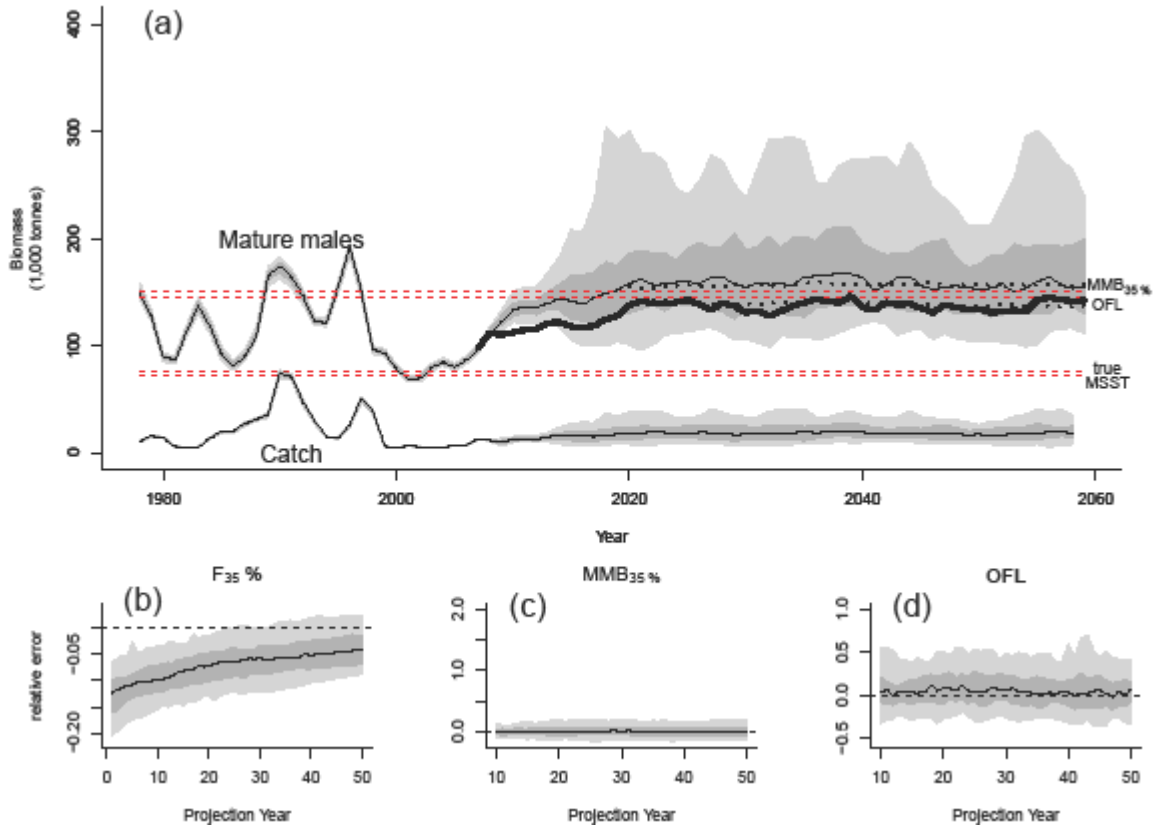 (a)
400
300
200
100
0
Biomass
(1,000 tonnes)
Mature males
Catch
MMB35 %
OFL
true
MSST
1980 2000 2020 2040 2060
Year
F35 %
(b)
relative error
−0.05
−0.20
0 10 20 30 40 50
Projection Year
MMB35 %
(c)
2.0
1.0
0.0
10 20 30 40 50
Projection Year
OFL
(d)
1.0
0.5
0.0
−0.5
10 20 30 40 50
Projection Year